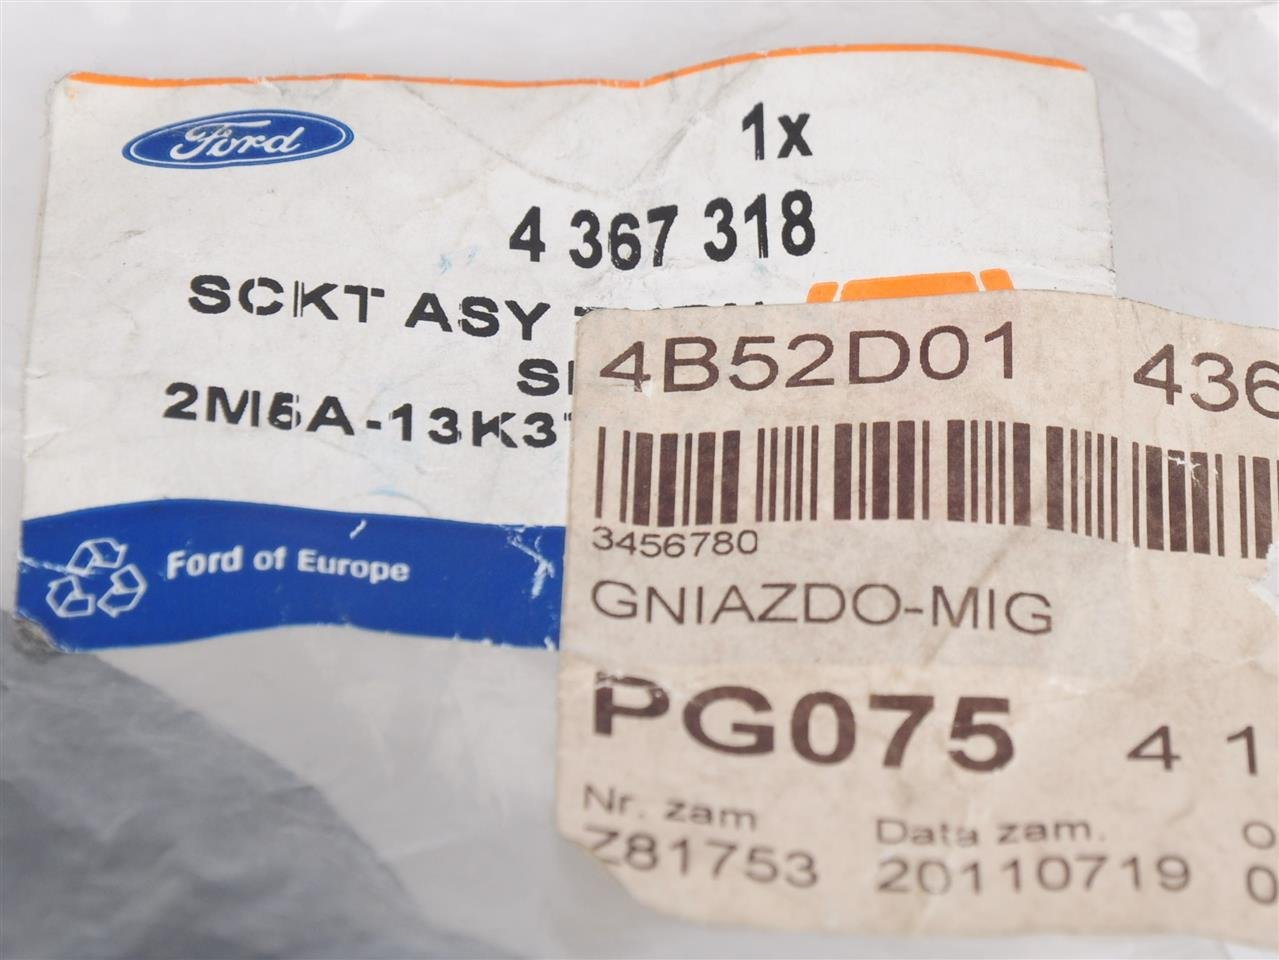 Ford
1x
4 367 318
SCKT ASY
2M5A-13K3
Ford of Europe
4B52D01 436
3456780
GNIAZDO-MIG
PG075 4 1
Nr. zam Data zam.
Z81753 20110719